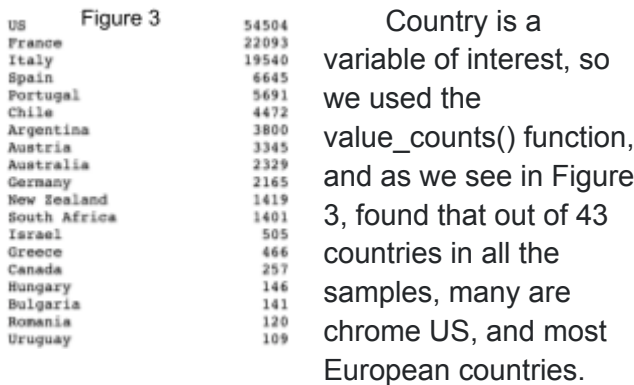 Figure 3
US 54504
France 22093
Italy 19540
Spain 6645
Portugal 5691
Chile 4472
Argentina 3800
Austria 3345
Australia 2329
Germany 2165
New Zealand 1419
South Africa 1401
Israel 505
Greece 466
Canada 257
Hungary 146
Bulgaria 141
Romania 120
Uruguay 109
Country is a
variable of interest, so
we used the
value_counts() function,
and as we see in Figure
3, found that out of 43
countries in all the
samples, many are
chrome US, and most
European countries.